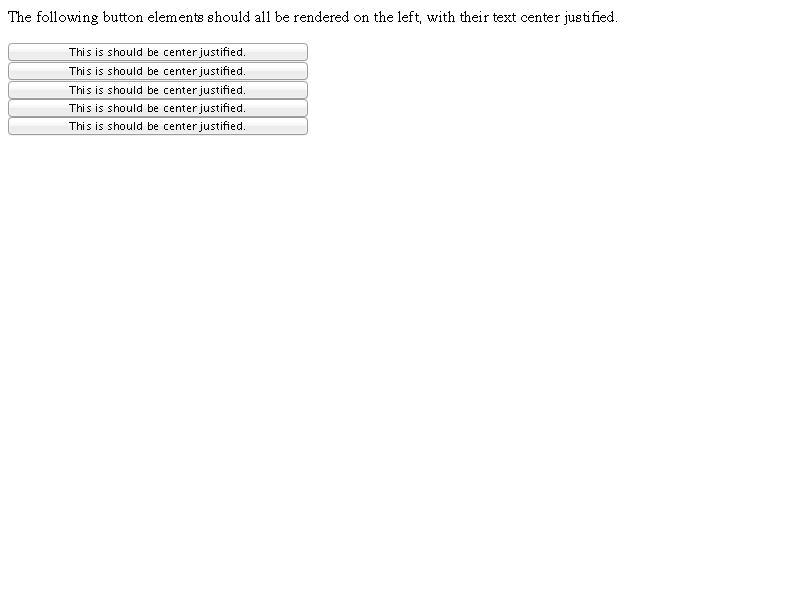 The following button elements should all be rendered on the left, with their text center justified.
This is should be center justified.
This is should be center justified.
This is should be center justified.
This is should be center justified.
This is should be center justified.